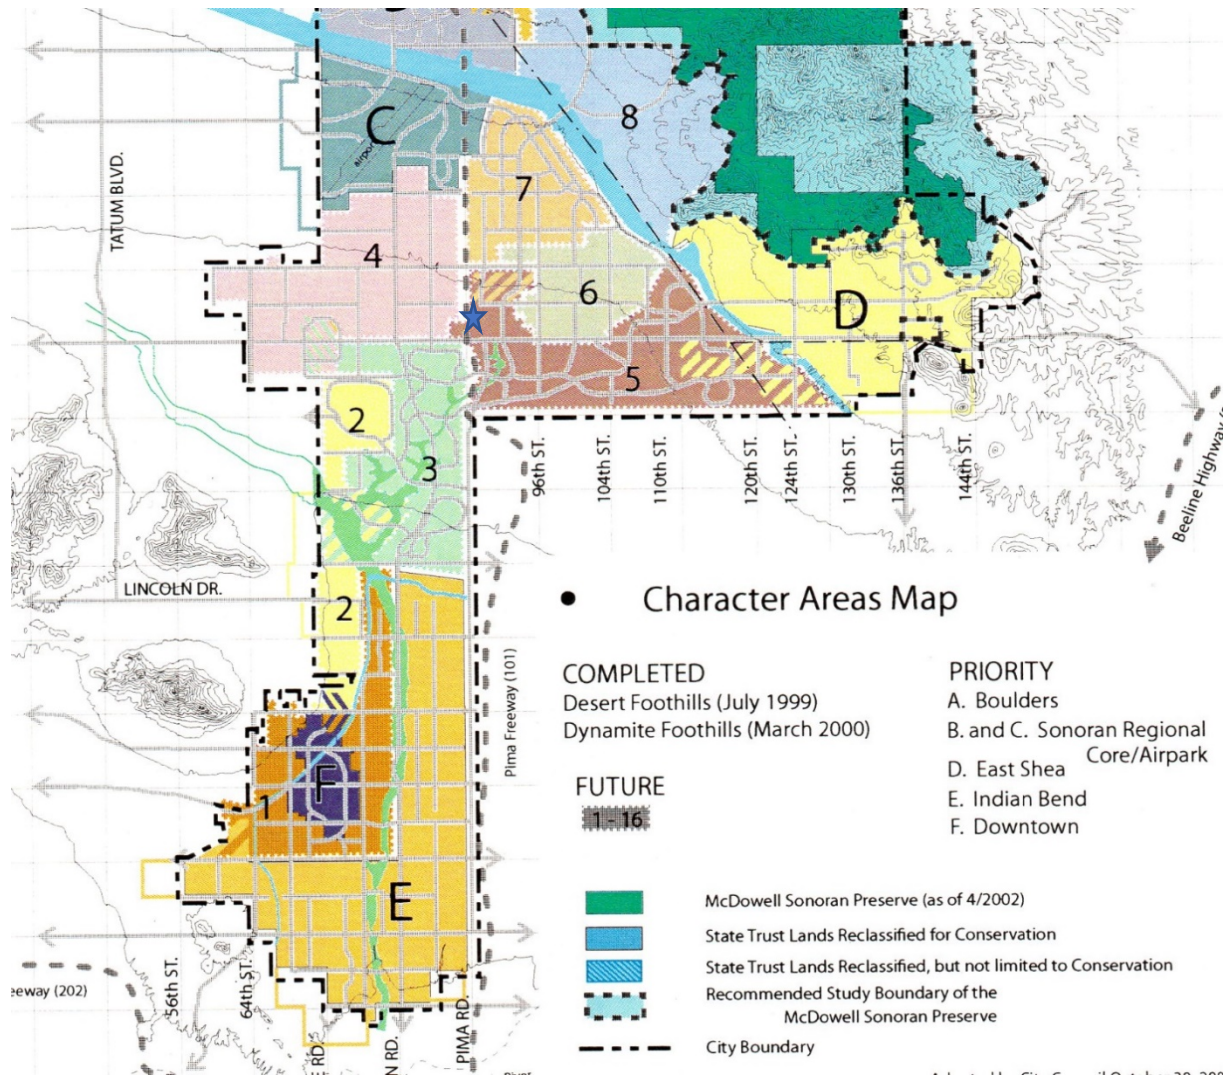 C
airpo
8
7
TATUM BLVD.
4
6
D
5
2
3
96th ST.
104th ST.
110th ST.
120th ST.
124th ST.
130th ST.
136th ST.
144th ST.
Beeline Highway
LINCOLN DR.
2
Pima Freeway (101)
F
1
E
eeway (202)
56th ST.
64th ST.
E RD.
N RD.
PIMA RD.
• Character Areas Map
COMPLETED
Desert Foothills (July 1999)
Dynamite Foothills (March 2000)
FUTURE
1 - 16
PRIORITY
A. Boulders
B. and C. Sonoran Regional
Core/Airpark
D. East Shea
E. Indian Bend
F. Downtown
McDowell Sonoran Preserve (as of 4/2002)
State Trust Lands Reclassified for Conservation
State Trust Lands Reclassified, but not limited to Conservation
Recommended Study Boundary of the
McDowell Sonoran Preserve
City Boundary